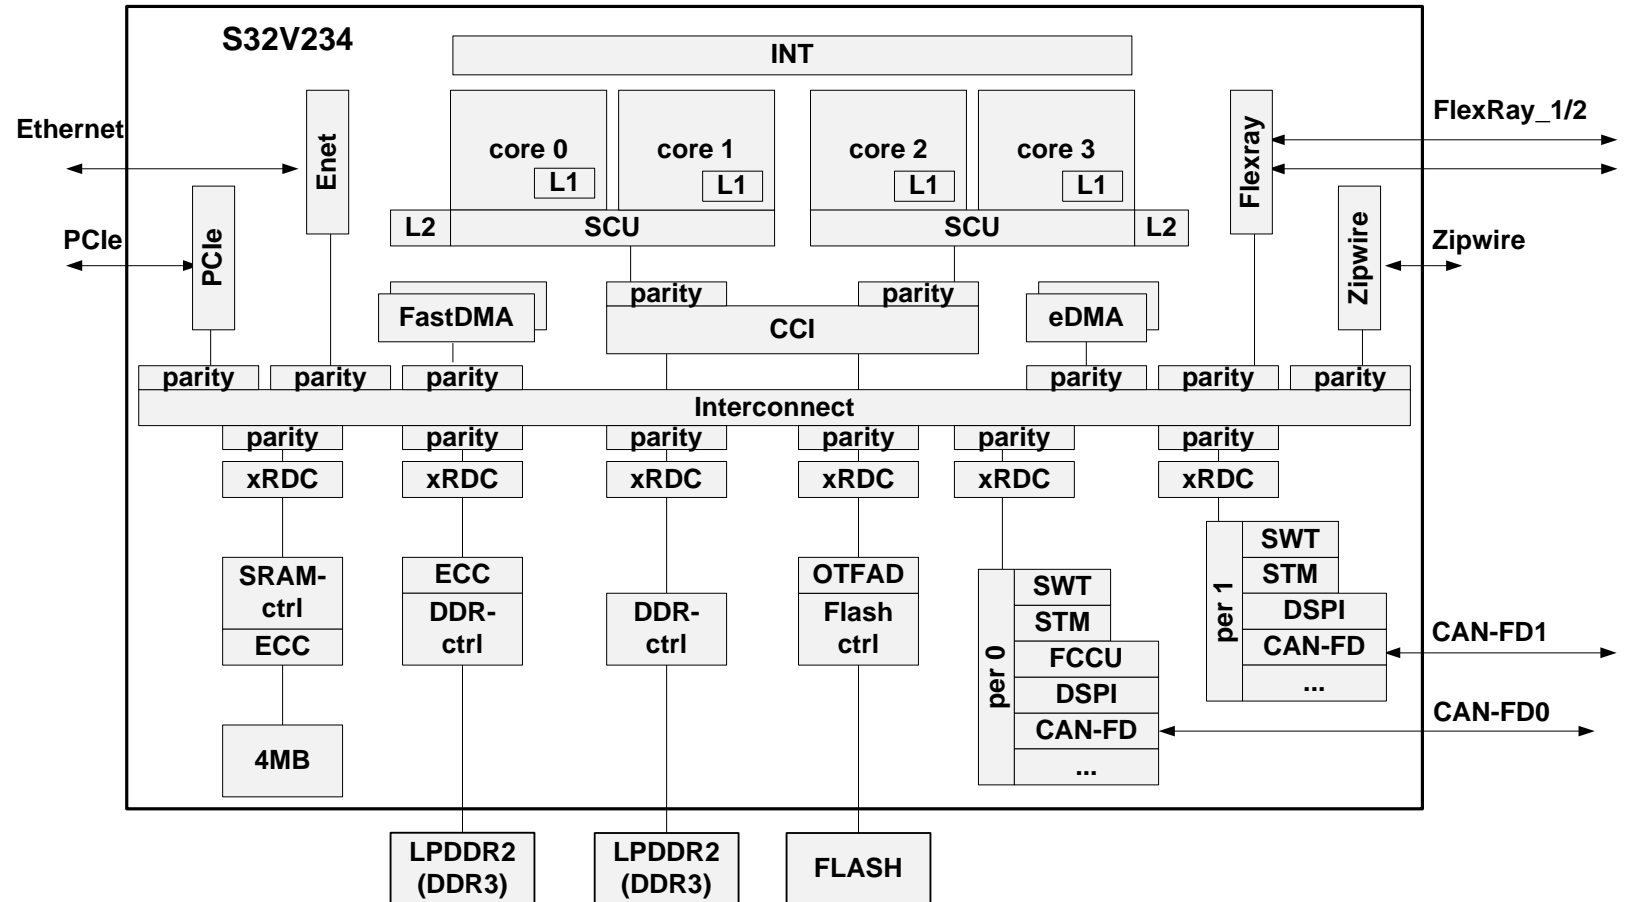 S32V234
INT
Ethernet
Enet
core 0
L1
core 1
L1
core 2
L1
core 3
L1
Flexray
FlexRay_1/2
L2
SCU
SCU
L2
PCIe
PCIe
Zipwire
Zipwire
FastDMA
parity
parity
CCI
eDMA
parity
parity
parity
parity
parity
parity
Interconnect
parity
parity
parity
parity
parity
parity
xRDC
xRDC
xRDC
xRDC
xRDC
xRDC
SRAM-
ctrl
ECC
4MB
ECC
DDR-
ctrl
DDR-
ctrl
OTFAD
Flash
ctrl
per 0
SWT
STM
FCCU
DSPI
CAN-FD
...
per 1
SWT
STM
DSPI
CAN-FD
...
CAN-FD1
CAN-FD0
LPDDR2
(DDR3)
LPDDR2
(DDR3)
FLASH